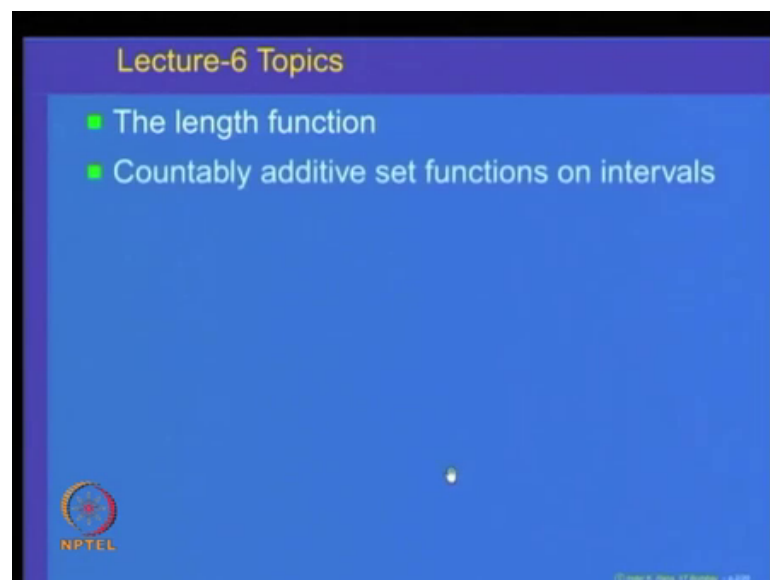 Lecture-6 Topics
The length function
Countably additive set functions on intervals
NPTEL